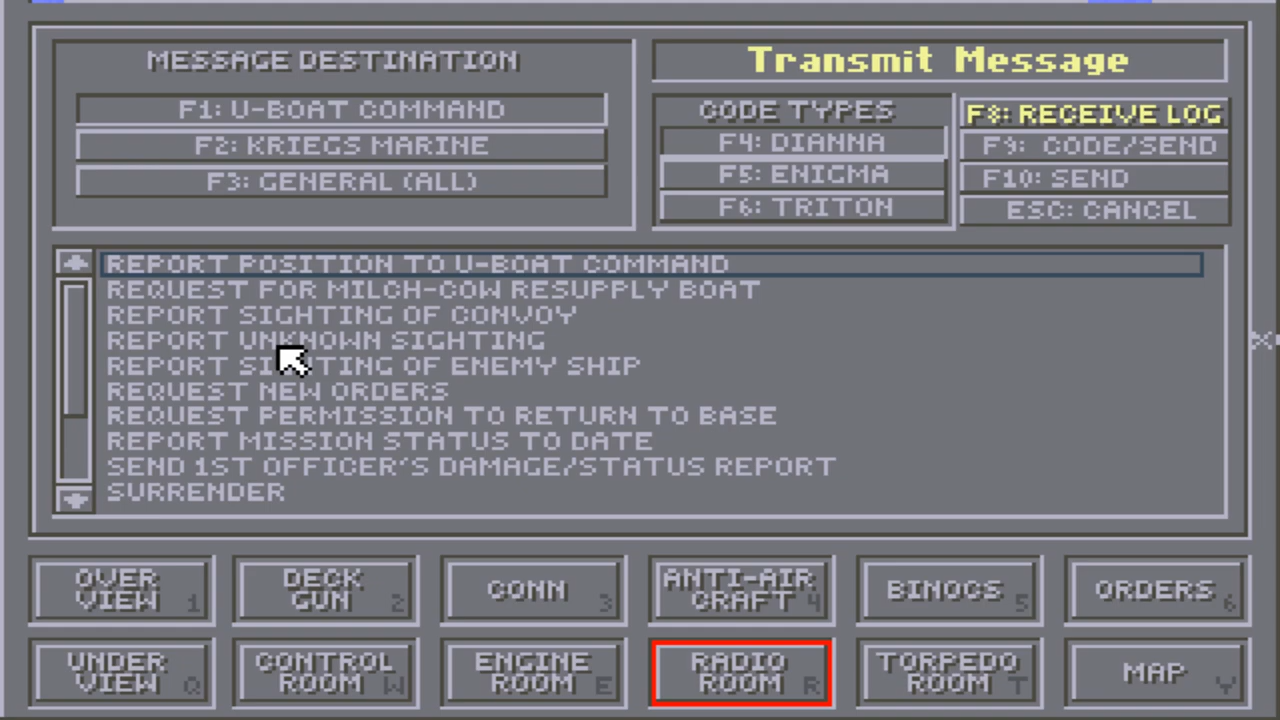 MESSAGE DESTINATION
F1: U-BOAT COMMAND
F2: KRIEGS MARINE
F3: GENERAL (ALL)
Transmit Message
CODE TYPES
F4: DIANNA
F5: ENIGMA
F6: TRITON
F8: RECEIVE LOG
F9: CODE/SEND
F10: SEND
ESC: CANCEL
REPORT POSITION TO U-BOAT COMMAND
REQUEST FOR MILCH-COW RESUPPLY BOAT
REPORT SIGHTING OF CONVOY
REPORT UNKNOWN SIGHTING
REPORT SIGHTING OF ENEMY SHIP
REQUEST NEW ORDERS
REQUEST PERMISSION TO RETURN TO BASE
REPORT MISSION STATUS TO DATE
SEND 1ST OFFICER'S DAMAGE/STATUS REPORT
SURRENDER
OVER
VIEW 1
DECK
GUN 2
CONN 3
ANTI-AIR
CRAFT 4
BINOCS 5
ORDERS 6
UNDER
VIEW Q
CONTROL
ROOM W
ENGINE
ROOM E
RADIO
ROOM R
TORPEDO
ROOM T
MAP Y